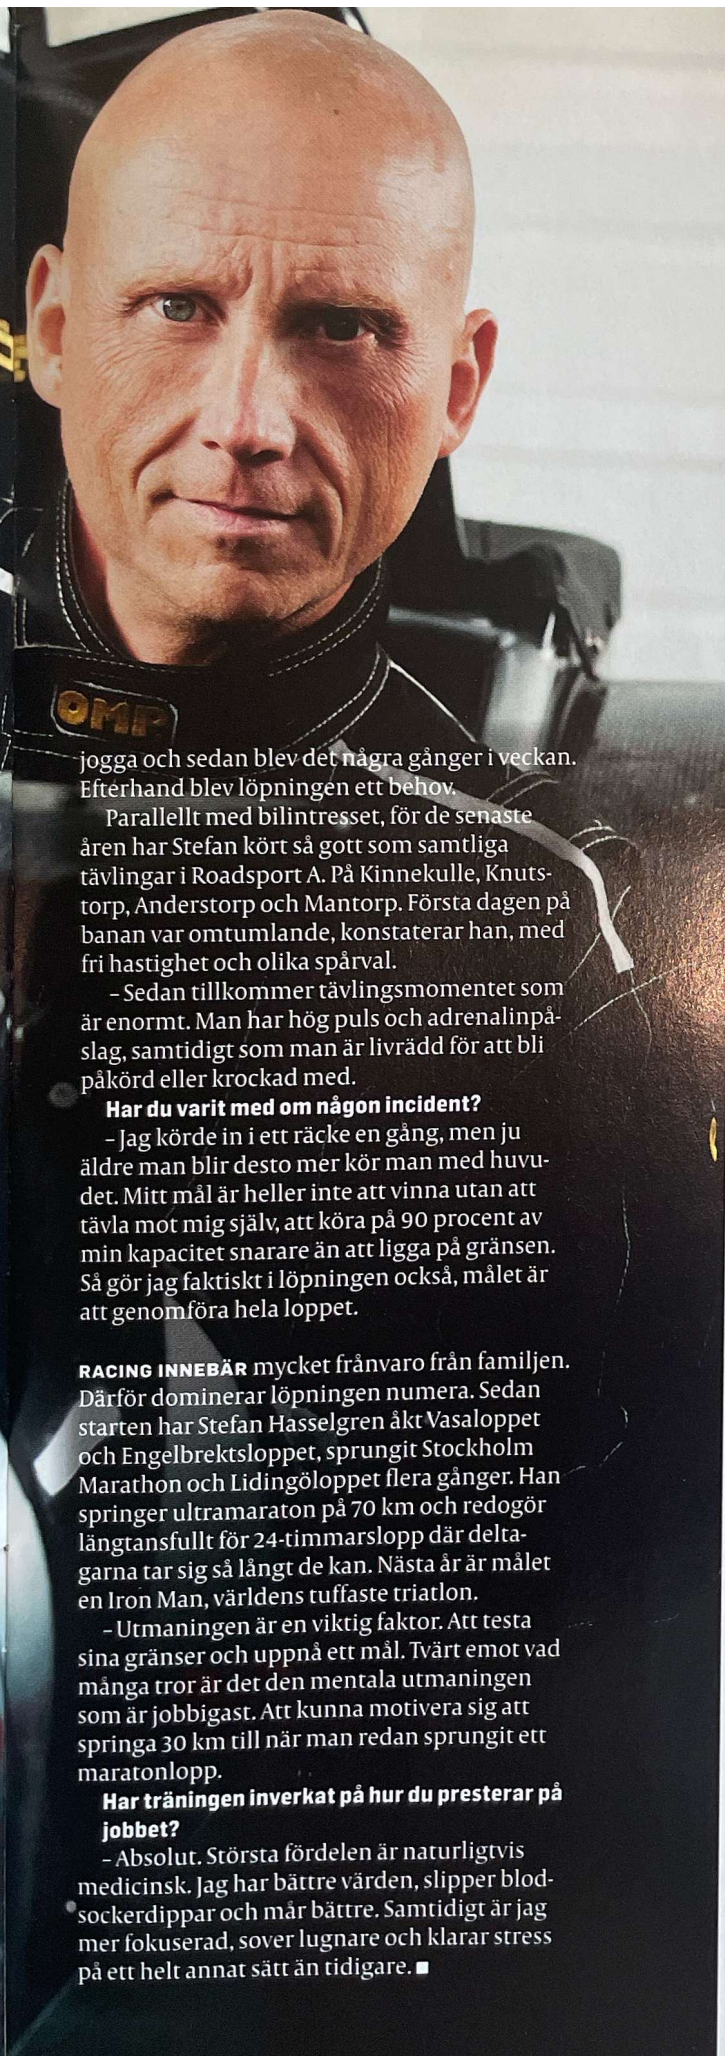 OMP
jogga och sedan blev det några gånger i veckan.
Efterhand blev löpningen ett behov.
Parallellt med bilintresset, för de senaste
åren har Stefan kört så gott som samtliga
tävlingar i Roadsport A. På Kinnekulle, Knuts-
torp, Anderstorp och Mantorp. Första dagen på
banan var omtumlande, konstaterar han, med
fri hastighet och olika spårval.
– Sedan tillkommer tävlingsmomentet som
är enormt. Man har hög puls och adrenalinpå-
slag, samtidigt som man är livrädd för att bli
påkörd eller krockad med.
Har du varit med om någon incident?
– Jag körde in i ett räcke en gång, men ju
äldre man blir desto mer kör man med huvu-
det. Mitt mål är heller inte att vinna utan att
tävla mot mig själv, att köra på 90 procent av
min kapacitet snarare än att ligga på gränsen.
Så gör jag faktiskt i löpningen också, målet är
att genomföra hela loppet.
RACING INNEBÄR mycket frånvaro från familjen.
Därför dominerar löpningen numera. Sedan
starten har Stefan Hasselgren åkt Vasaloppet
och Engelbrektsloppet, sprungit Stockholm
Marathon och Lidingöloppet flera gånger. Han
springer ultramaraton på 70 km och redogör
längtansfullt för 24-timmarslopp där delta-
garna tar sig så långt de kan. Nästa år är målet
en Iron Man, världens tuffaste triatlon.
– Utmaningen är en viktig faktor. Att testa
sina gränser och uppnå ett mål. Tvärt emot vad
många tror är det den mentala utmaningen
som är jobbigast. Att kunna motivera sig att
springa 30 km till när man redan sprungit ett
maratonlopp.
Har träningen inverkat på hur du presterar på
jobbet?
– Absolut. Största fördelen är naturligtvis
medicinsk. Jag har bättre värden, slipper blod-
sockerdippar och mår bättre. Samtidigt är jag
mer fokuserad, sover lugnare och klarar stress
på ett helt annat sätt än tidigare. ■